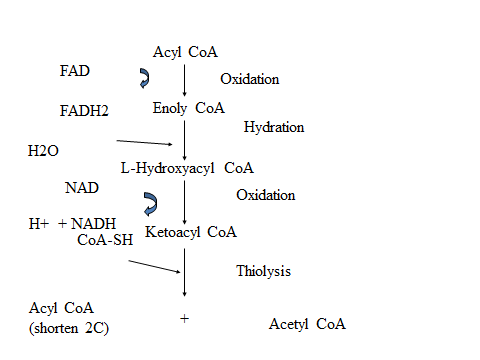 Acyl CoA
FAD
Oxidation
FADH2
Enoly CoA
Hydration
H2O
L-Hydroxyacyl CoA
NAD
Oxidation
H+ + NADH
CoA-SH
Ketoacyl CoA
Thiolysis
Acyl CoA
(shorten 2C)
+
Acetyl CoA